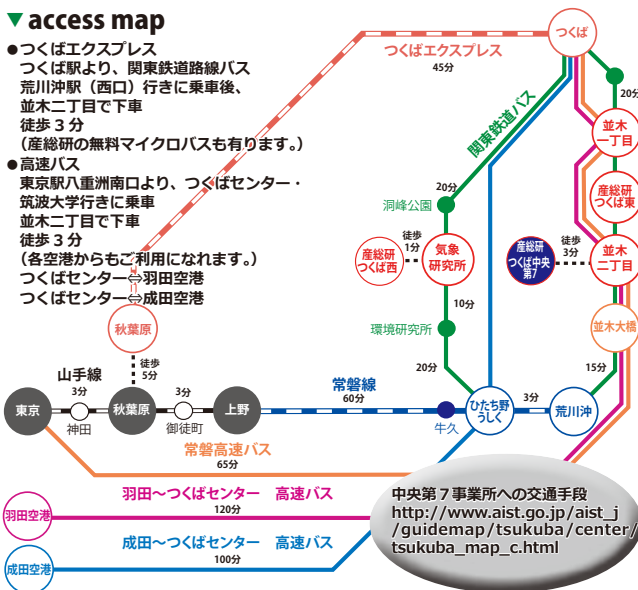 ▼ access map
●つくばエクスプレス
つくば駅より、関東鉄道路線バス
荒川沖駅（西口）行きに乗車後、
並木二丁目で下車
徒歩３分
（産総研の無料マイクロバスも有ります。）
●高速バス
東京駅八重洲南口より、つくばセンター・
筑波大学行きに乗車
並木二丁目で下車
徒歩３分
（各空港からもご利用になれます。）
つくばセンター⇔羽田空港
つくばセンター⇔成田空港
つくば
つくばエクスプレス
45分
関東鉄道バス
20分
並木
一丁目
産総研
つくば東
並木
二丁目
徒歩
3分
産総研
つくば中央
第7
並木大橋
15分
20分
洞峰公園
気象
研究所
徒歩
1分
産総研
つくば西
10分
環境研究所
20分
秋葉原
徒歩
5分
山手線
3分
3分
東京
神田
秋葉原
御徒町
上野
常磐線
60分
牛久
ひたち野
うしく
3分
荒川沖
常磐高速バス
65分
羽田空港
羽田～つくばセンター　高速バス
120分
成田空港
成田～つくばセンター　高速バス
100分
中央第７事業所への交通手段
http://www.aist.go.jp/aist_j
/guidemap/tsukuba/center/
tsukuba_map_c.html